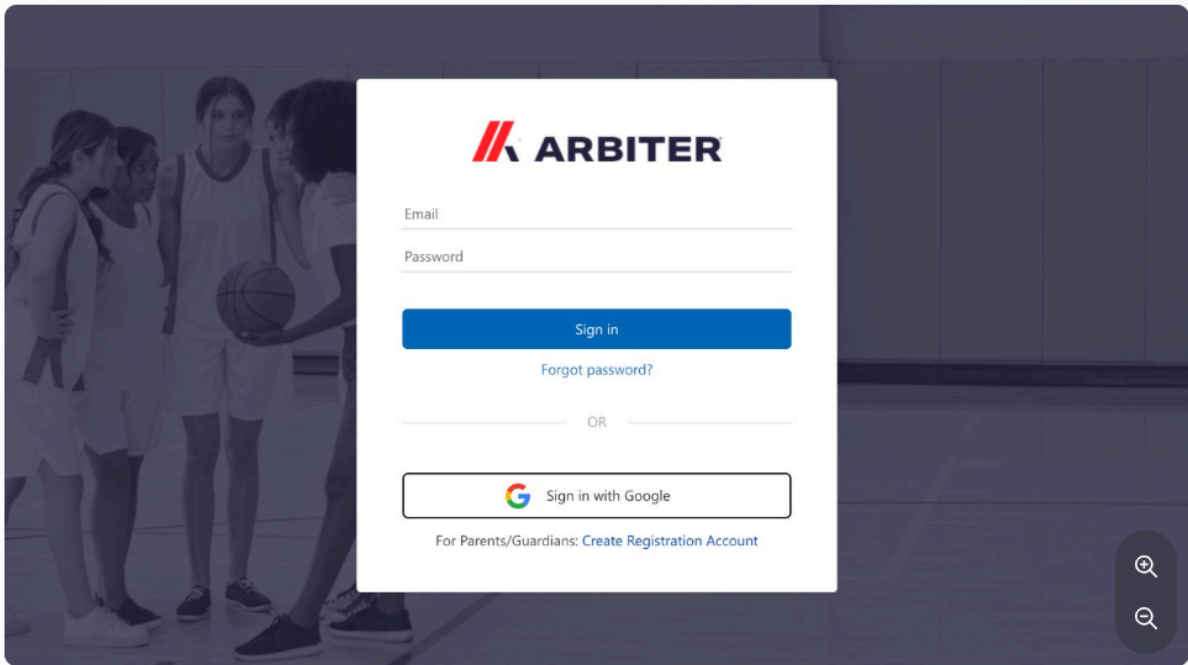 ARBITER
Email
Password
Sign in
Forgot password?
OR
Sign in with Google
For Parents/Guardians: Create Registration Account